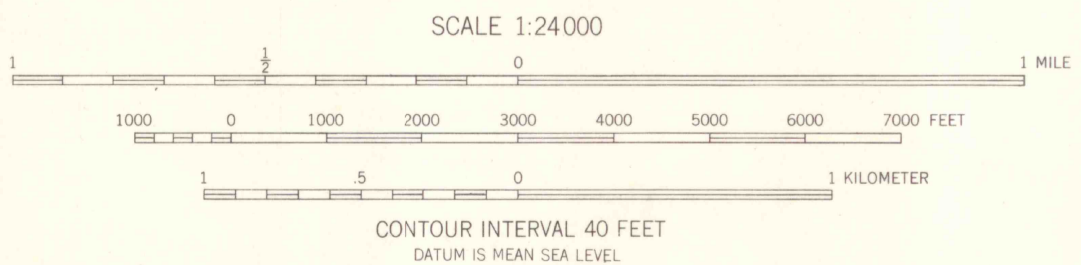 SCALE 1:24000
1 ½ 0 1 MILE
1000 0 1000 2000 3000 4000 5000 6000 7000 FEET
1 .5 0 1 KILOMETER
CONTOUR INTERVAL 40 FEET
DATUM IS MEAN SEA LEVEL